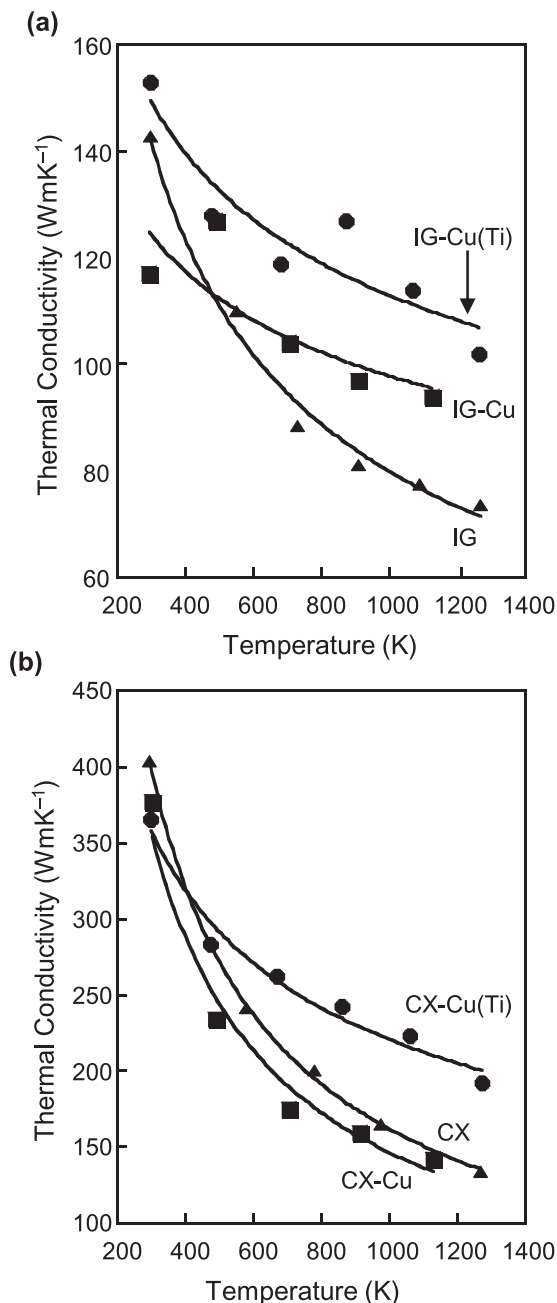 (a)
160
140
120
100
80
60
Thermal Conductivity (WmK⁻¹)
IG-Cu(Ti)
IG-Cu
IG
200 400 600 800 1000 1200 1400
Temperature (K)
(b)
450
400
350
300
250
200
150
100
Thermal Conductivity (WmK⁻¹)
CX-Cu(Ti)
CX
CX-Cu
200 400 600 800 1000 1200 1400
Temperature (K)